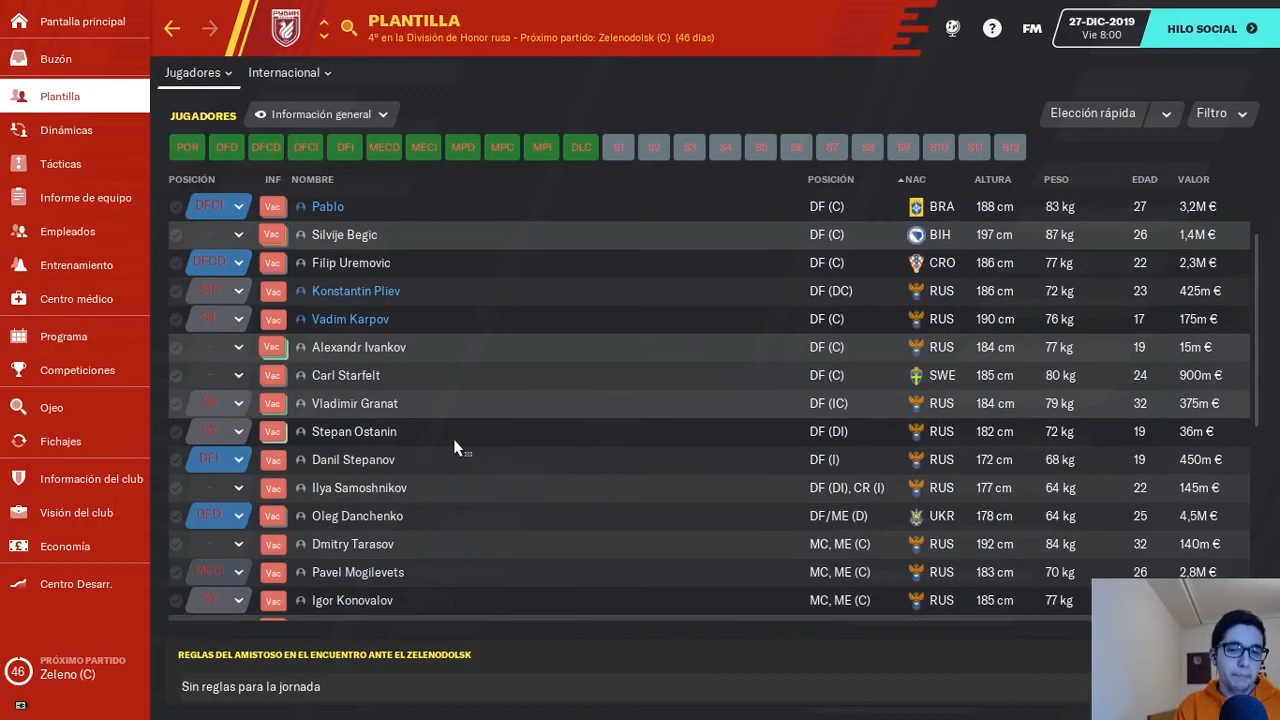 Pantalla principal
Buzón
Plantilla
Dinámicas
Tácticas
Informe de equipo
Empleados
Entrenamiento
Centro médico
Programa
Competiciones
Ojeo
Fichajes
Información del club
Visión del club
Economía
Centro Desarr.
46 PRÓXIMO PARTIDO
Zeleno (C)
РУБИН
PLANTILLA
4º en la División de Honor rusa - Próximo partido: Zelenodolsk (C) (46 días)
? FM
27-DIC-2019
Vie 8:00
HILO SOCIAL
Jugadores Internacional
JUGADORES Información general Elección rápida Filtro
POR DFD DFCD DFCI DFI MECD MECI MPD MPC MPI DLC S1 S2 S3 S4 S5 S6 S7 S8 S9 S10 S11 S12
POSICIÓN INF NOMBRE POSICIÓN NAC ALTURA PESO EDAD VALOR
DFCI Vac Pablo DF (C) BRA 188 cm 83 kg 27 3,2M €
- Vac Silvije Begic DF (C) BIH 197 cm 87 kg 26 1,4M €
DFCD Vac Filip Uremovic DF (C) CRO 186 cm 77 kg 22 2,3M €
Vac Konstantin Pliev DF (DC) RUS 186 cm 72 kg 23 425m €
S4 Vac Vadim Karpov DF (C) RUS 190 cm 76 kg 17 175m €
- Vac Alexandr Ivankov DF (C) RUS 184 cm 77 kg 19 15m €
- Vac Carl Starfelt DF (C) SWE 185 cm 80 kg 24 900m €
Vac Vladimir Granat DF (IC) RUS 184 cm 79 kg 32 375m €
S2 Vac Stepan Ostanin DF (DI) RUS 182 cm 72 kg 19 36m €
DFI Vac Danil Stepanov DF (I) RUS 172 cm 68 kg 19 450m €
- Vac Ilya Samoshnikov DF (DI), CR (I) RUS 177 cm 64 kg 22 145m €
DFD Vac Oleg Danchenko DF/ME (D) UKR 178 cm 64 kg 25 4,5M €
- Vac Dmitry Tarasov MC, ME (C) RUS 192 cm 84 kg 32 140m €
MECI Vac Pavel Mogilevets MC, ME (C) RUS 183 cm 70 kg 26 2,8M €
Vac Igor Konovalov MC, ME (C) RUS 185 cm 77 kg
REGLAS DEL AMISTOSO EN EL ENCUENTRO ANTE EL ZELENODOLSK
Sin reglas para la jornada